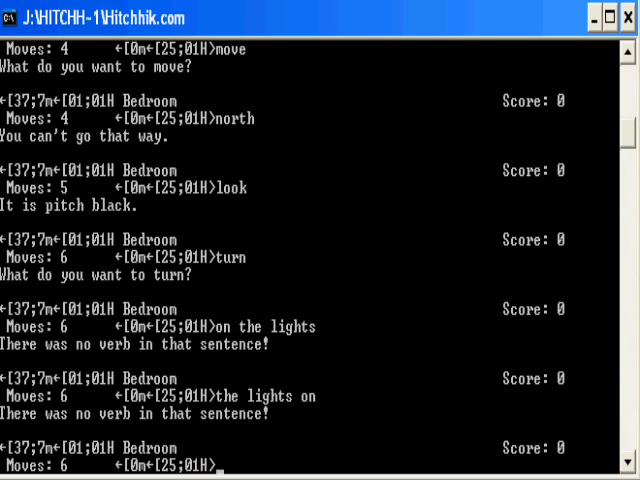 J:\HITCHH~1\Hitchhik.com
Moves: 4 ←[0m←[25;01H>move
What do you want to move?
←[37;7m←[01;01H Bedroom Score: 0
Moves: 4 ←[0m←[25;01H>north
You can't go that way.
←[37;7m←[01;01H Bedroom Score: 0
Moves: 5 ←[0m←[25;01H>look
It is pitch black.
←[37;7m←[01;01H Bedroom Score: 0
Moves: 6 ←[0m←[25;01H>turn
What do you want to turn?
←[37;7m←[01;01H Bedroom Score: 0
Moves: 6 ←[0m←[25;01H>on the lights
There was no verb in that sentence!
←[37;7m←[01;01H Bedroom Score: 0
Moves: 6 ←[0m←[25;01H>the lights on
There was no verb in that sentence!
←[37;7m←[01;01H Bedroom Score: 0
Moves: 6 ←[0m←[25;01H>_